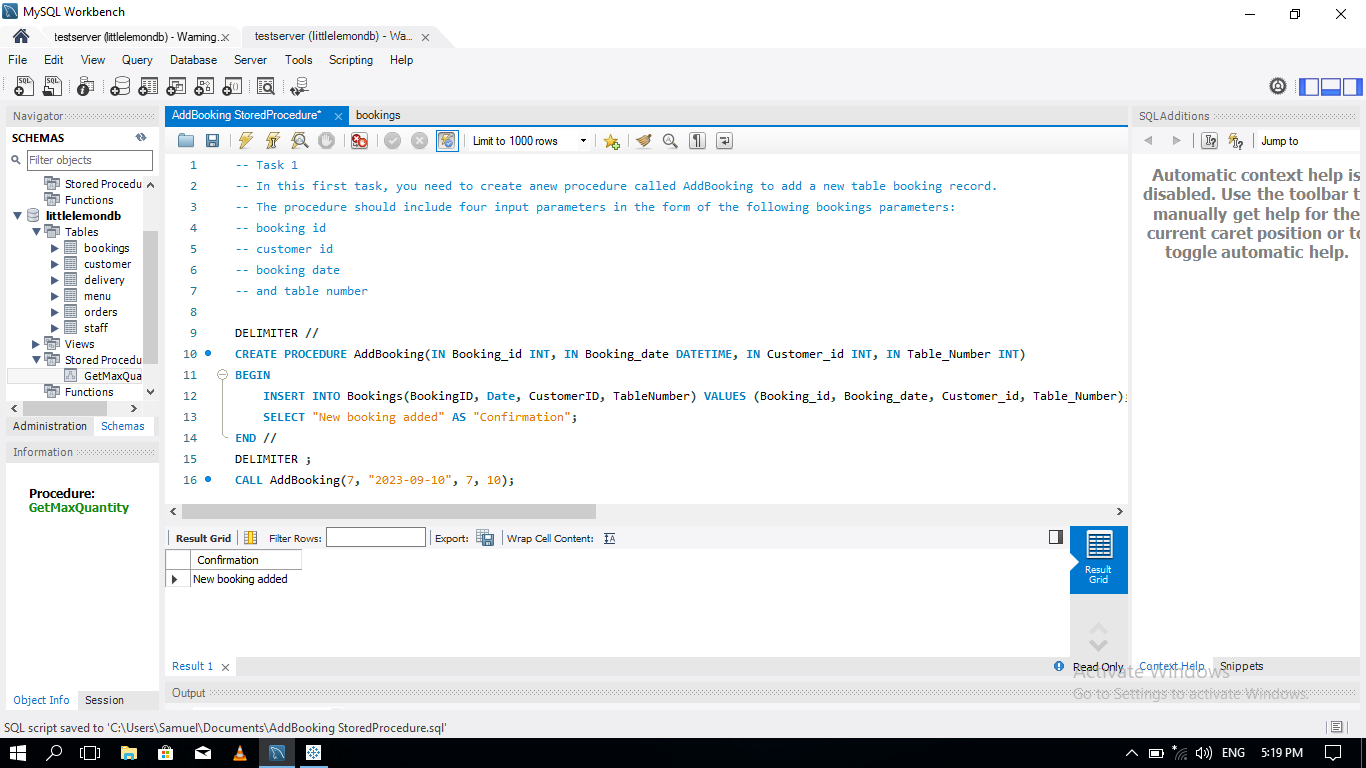 MySQL Workbench
testserver (littlelemondb) - Warning...
testserver (littlelemondb) - Wa...
File Edit View Query Database Server Tools Scripting Help
Navigator
SCHEMAS
Filter objects
Stored Procedu
Functions
littlelemondb
Tables
bookings
customer
delivery
menu
orders
staff
Views
Stored Procedu
GetMaxQua
Functions
Administration Schemas
Information
Procedure:
GetMaxQuantity
Object Info Session
AddBooking StoredProcedure* bookings
Limit to 1000 rows
1 -- Task 1
2 -- In this first task, you need to create anew procedure called AddBooking to add a new table booking record.
3 -- The procedure should include four input parameters in the form of the following bookings parameters:
4 -- booking id
5 -- customer id
6 -- booking date
7 -- and table number
8
9 DELIMITER //
10 CREATE PROCEDURE AddBooking(IN Booking_id INT, IN Booking_date DATETIME, IN Customer_id INT, IN Table_Number INT)
11 BEGIN
12 INSERT INTO Bookings(BookingID, Date, CustomerID, TableNumber) VALUES (Booking_id, Booking_date, Customer_id, Table_Number);
13 SELECT "New booking added" AS "Confirmation";
14 END //
15 DELIMITER ;
16 CALL AddBooking(7, "2023-09-10", 7, 10);
Result Grid Filter Rows: Export: Wrap Cell Content:
Confirmation
New booking added
Result
Grid
Result 1
Read Only
Output
SQL Additions
Jump to
Automatic context help is
disabled. Use the toolbar t
manually get help for the
current caret position or to
toggle automatic help.
Context Help Snippets
Activate Windows
Go to Settings to activate Windows.
SQL script saved to 'C:\Users\Samuel\Documents\AddBooking StoredProcedure.sql'
ENG 5:19 PM